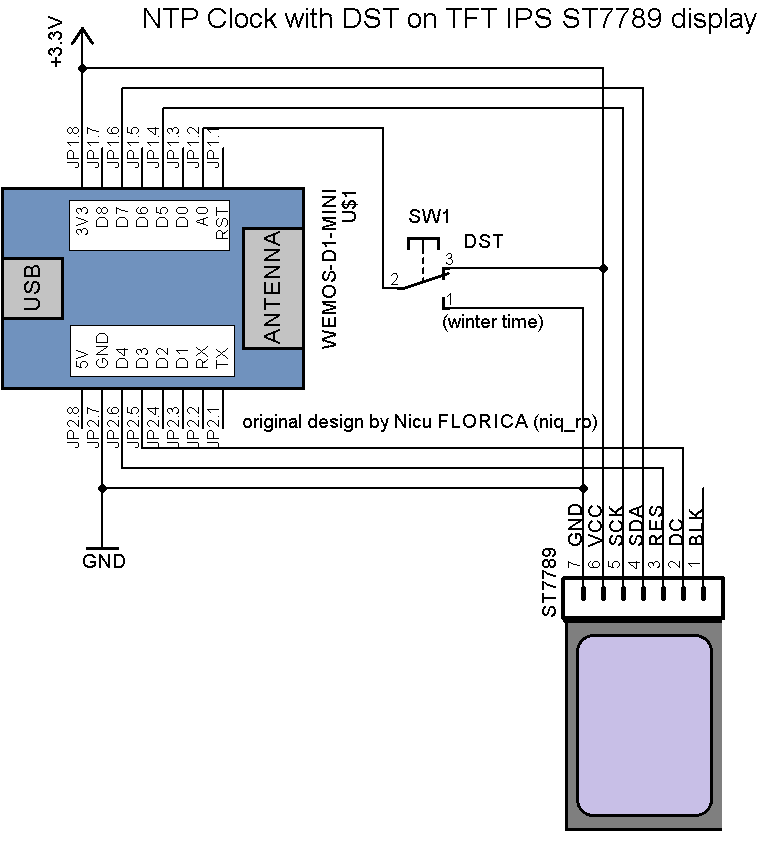 NTP Clock with DST on TFT IPS ST7789 display
+3.3V
JP1.8
JP1.7
JP1.6
JP1.5
JP1.4
JP1.3
JP1.2
JP1.1
3V3
D8
D7
D6
D5
D0
A0
RST
USB
ANTENNA
WEMOS-D1-MINI
U$1
SW1
DST
3
2
1
(winter time)
5V
GND
D4
D3
D2
D1
RX
TX
JP2.8
JP2.7
JP2.6
JP2.5
JP2.4
JP2.3
JP2.2
JP2.1
original design by Nicu FLORICA (niq_ro)
GND
GND
VCC
SCK
SDA
RES
DC
BLK
7
6
5
4
3
2
1
ST7789